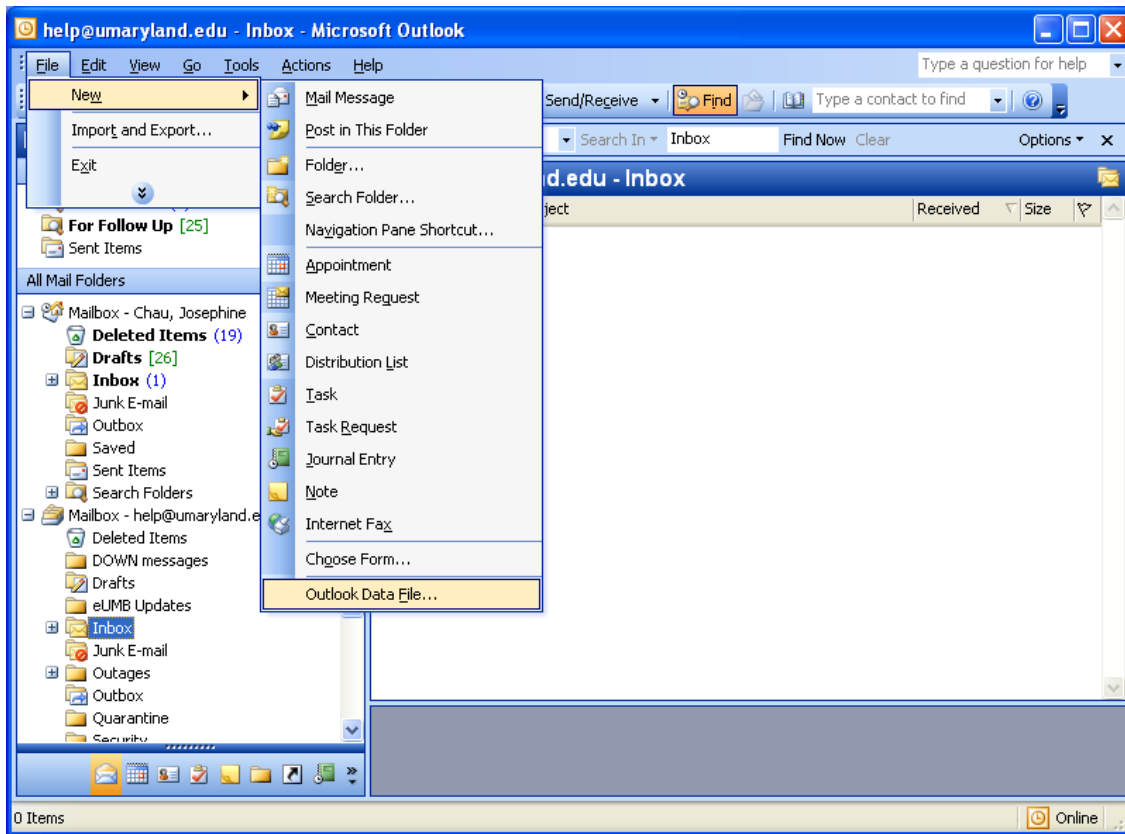 help@umaryland.edu - Inbox - Microsoft Outlook
File Edit View Go Tools Actions Help Type a question for help
Send/Receive Find Type a contact to find
Search In Inbox Find Now Clear Options
d.edu - Inbox
ject Received Size
New
Import and Export...
Exit
Mail Message
Post in This Folder
Folder...
Search Folder...
Navigation Pane Shortcut...
Appointment
Meeting Request
Contact
Distribution List
Task
Task Request
Journal Entry
Note
Internet Fax
Choose Form...
Outlook Data File...
For Follow Up [25]
Sent Items
All Mail Folders
Mailbox - Chau, Josephine
Deleted Items (19)
Drafts [26]
Inbox (1)
Junk E-mail
Outbox
Saved
Sent Items
Search Folders
Mailbox - help@umaryland.e
Deleted Items
DOWN messages
Drafts
eUMB Updates
Inbox
Junk E-mail
Outages
Outbox
Quarantine
Security
0 Items Online